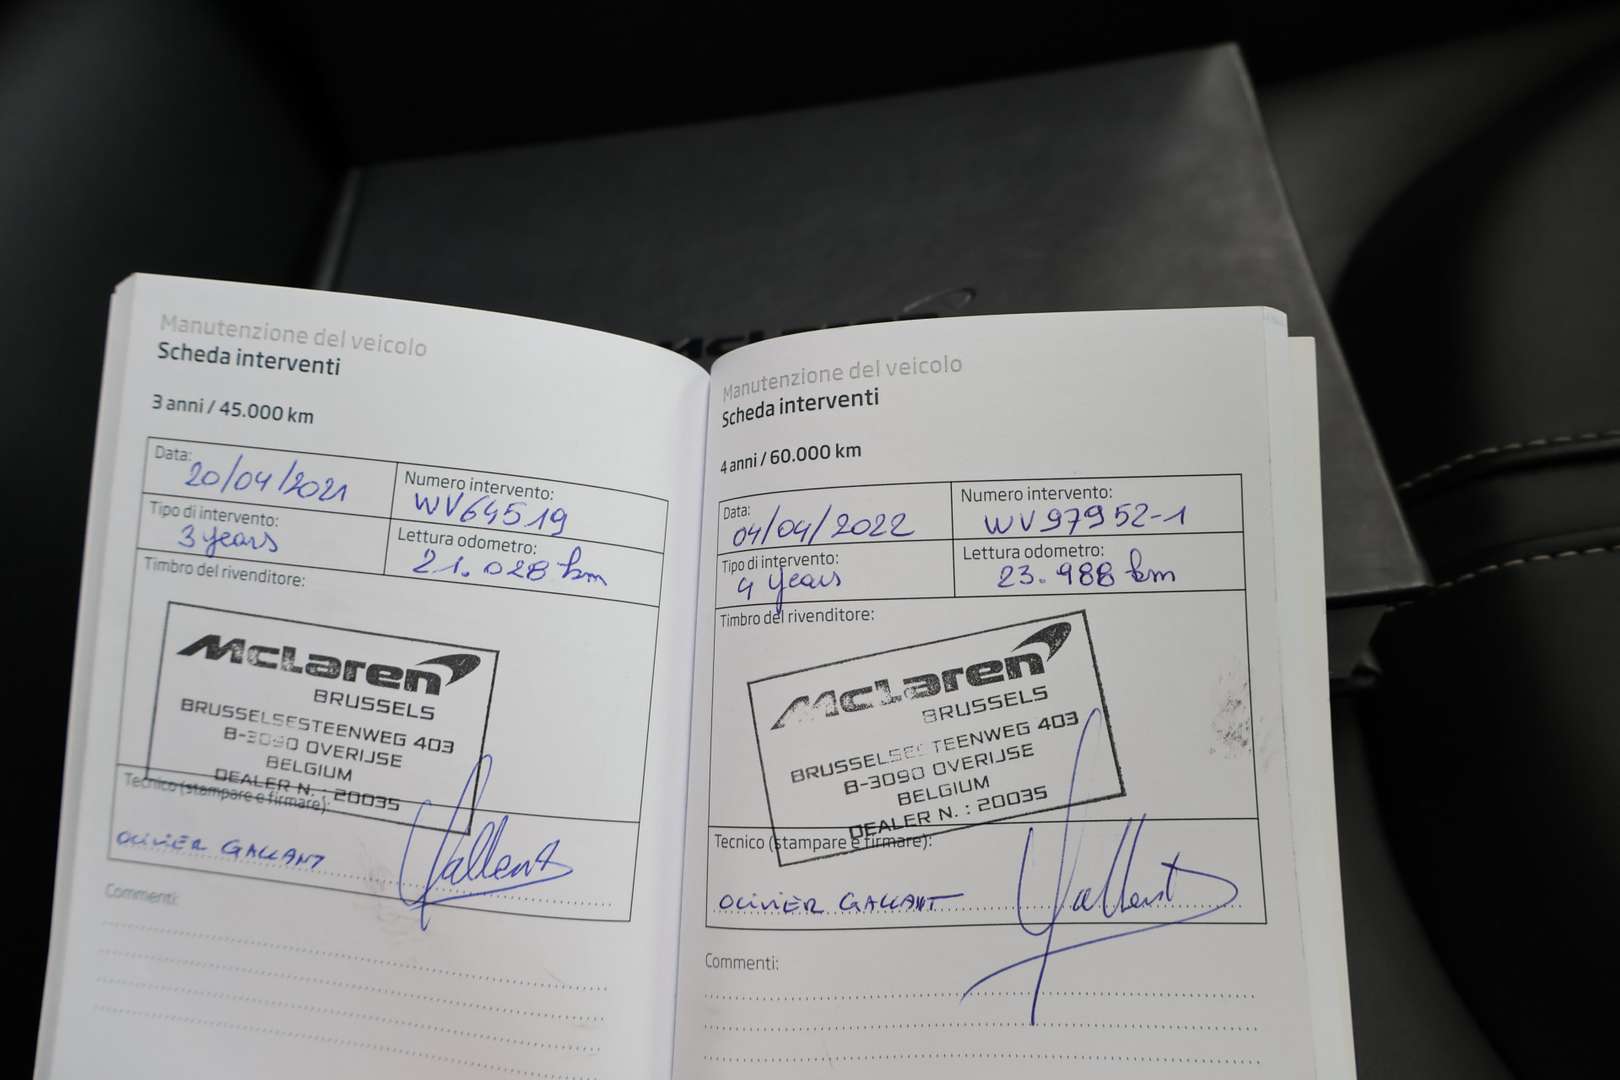 McLaren
Manutenzione del veicolo
Scheda interventi
3 anni / 45.000 km
Data:
20/04/2021
Numero intervento:
WV64519
Tipo di intervento:
3 years
Lettura odometro:
21.028 km
Timbro del rivenditore:
McLaren
BRUSSELS
BRUSSELSESTEENWEG 403
B-3090 OVERIJSE
BELGIUM
DEALER N. : 20035
Tecnico (stampare e firmare):
OLIVIER GALLANT
Gallant
Commenti:
Manutenzione del veicolo
Scheda interventi
4 anni / 60.000 km
Data:
04/04/2022
Numero intervento:
WV97952-1
Tipo di intervento:
4 years
Lettura odometro:
23.988 km
Timbro del rivenditore:
McLaren
BRUSSELS
BRUSSELSESTEENWEG 403
B-3090 OVERIJSE
BELGIUM
DEALER N. : 20035
Tecnico (stampare e firmare):
OLIVIER GALLANT
Gallant
Commenti: